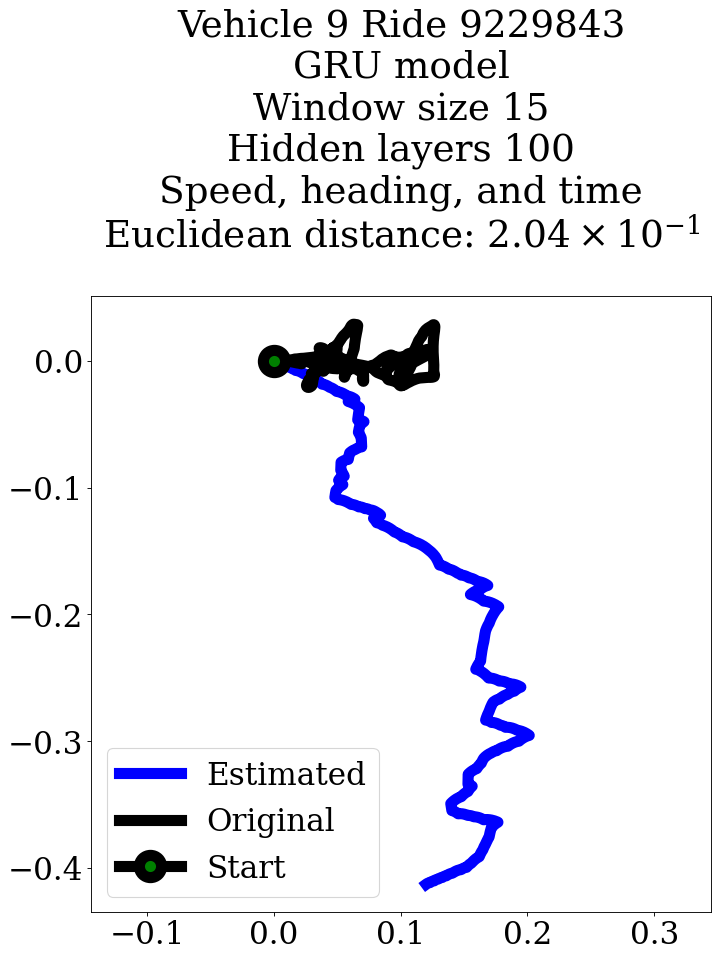 Vehicle 9 Ride 9229843
GRU model
Window size 15
Hidden layers 100
Speed, heading, and time
Euclidean distance: 2.04 × 10⁻¹
0.0
−0.1
−0.2
−0.3
−0.4
Estimated
Original
Start
−0.1 0.0 0.1 0.2 0.3